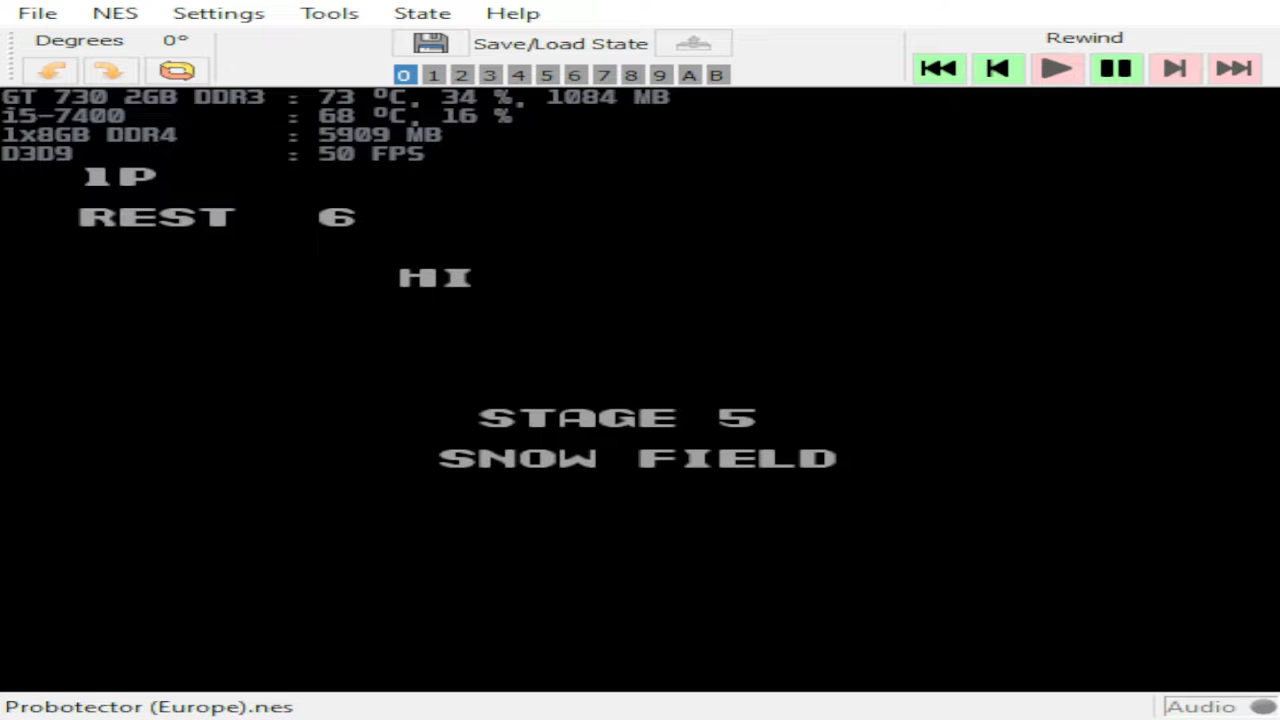 File NES Settings Tools State Help
Degrees 0° Save/Load State Rewind
0 1 2 3 4 5 6 7 8 9 A B
GT 730 2GB DDR3 : 73 ºC, 34 %, 1084 MB
i5-7400 : 68 ºC, 16 %
1x8GB DDR4 : 5909 MB
D3D9 : 50 FPS
1P
REST 6
HI
STAGE 5
SNOW FIELD
Probotector (Europe).nes Audio